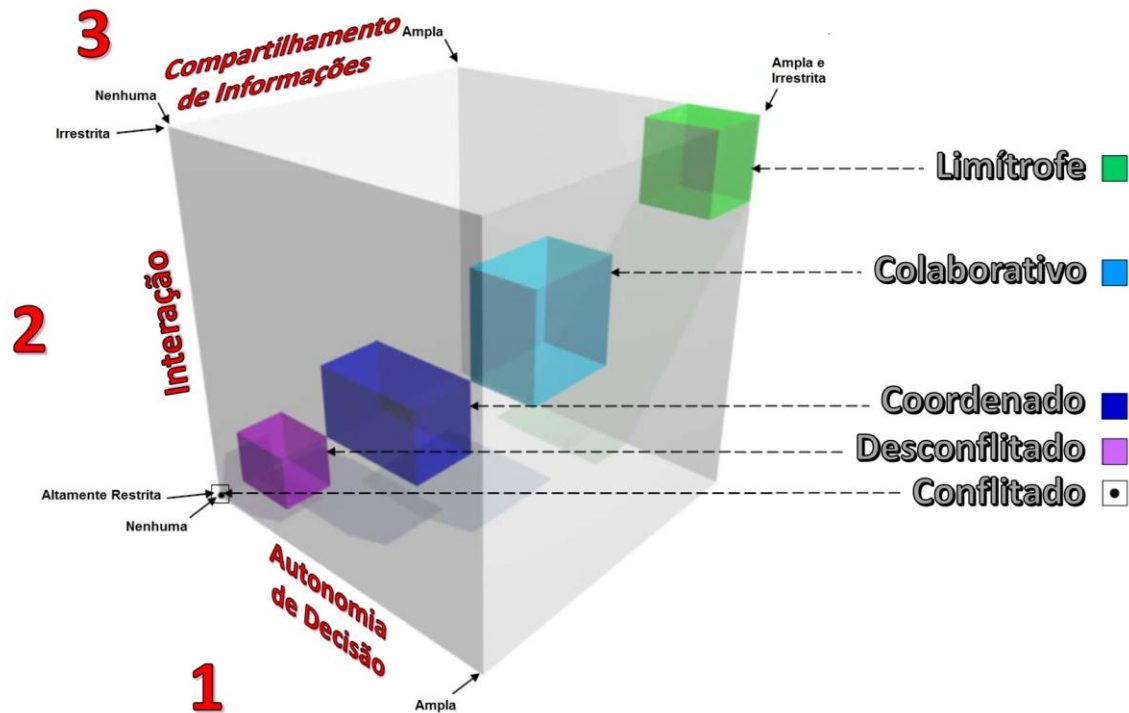 3
Compartilhamento
de Informações
Ampla
Nenhuma
Irrestrita
Ampla e
Irrestrita
Limítrofe
Colaborativo
2
Interação
Coordenado
Desconflitado
Conflitado
Altamente Restrita
Nenhuma
Autonomia
de Decisão
1
Ampla